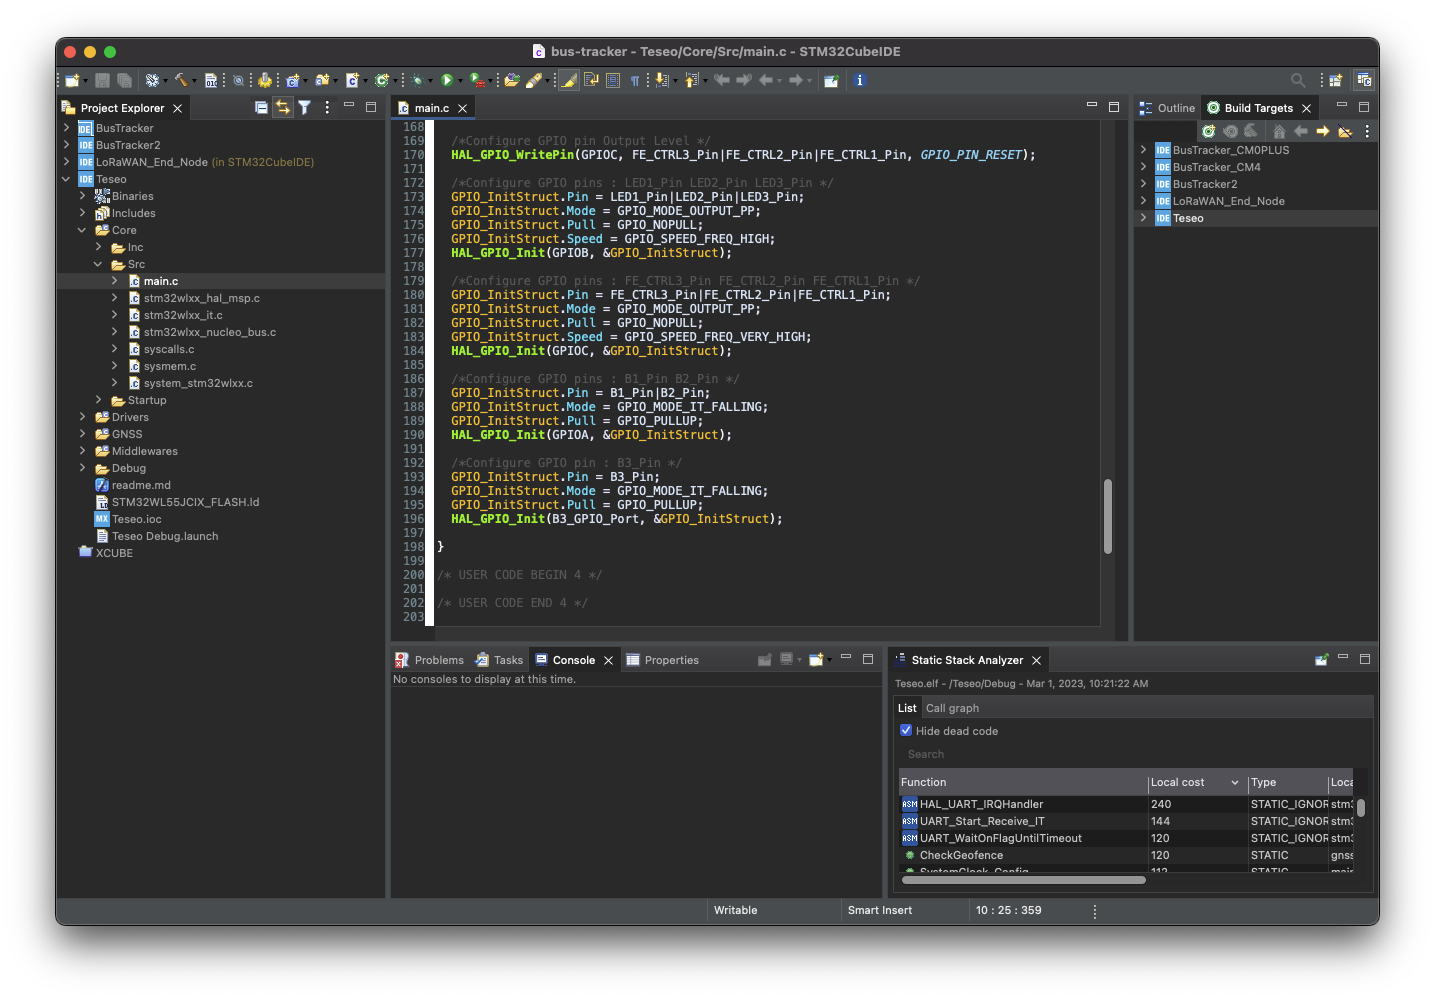 bus-tracker - Teseo/Core/Src/main.c - STM32CubeIDE
Project Explorer
BusTracker
BusTracker2
LoRaWAN_End_Node (in STM32CubeIDE)
Teseo
Binaries
Includes
Core
Inc
Src
main.c
stm32wlxx_hal_msp.c
stm32wlxx_it.c
stm32wlxx_nucleo_bus.c
syscalls.c
sysmem.c
system_stm32wlxx.c
Startup
Drivers
GNSS
Middlewares
Debug
readme.md
STM32WL55JCIX_FLASH.ld
Teseo.ioc
Teseo Debug.launch
XCUBE
main.c
168
169 /*Configure GPIO pin Output Level */
170 HAL_GPIO_WritePin(GPIOC, FE_CTRL3_Pin|FE_CTRL2_Pin|FE_CTRL1_Pin, GPIO_PIN_RESET);
171
172 /*Configure GPIO pins : LED1_Pin LED2_Pin LED3_Pin */
173 GPIO_InitStruct.Pin = LED1_Pin|LED2_Pin|LED3_Pin;
174 GPIO_InitStruct.Mode = GPIO_MODE_OUTPUT_PP;
175 GPIO_InitStruct.Pull = GPIO_NOPULL;
176 GPIO_InitStruct.Speed = GPIO_SPEED_FREQ_HIGH;
177 HAL_GPIO_Init(GPIOB, &GPIO_InitStruct);
178
179 /*Configure GPIO pins : FE_CTRL3_Pin FE_CTRL2_Pin FE_CTRL1_Pin */
180 GPIO_InitStruct.Pin = FE_CTRL3_Pin|FE_CTRL2_Pin|FE_CTRL1_Pin;
181 GPIO_InitStruct.Mode = GPIO_MODE_OUTPUT_PP;
182 GPIO_InitStruct.Pull = GPIO_NOPULL;
183 GPIO_InitStruct.Speed = GPIO_SPEED_FREQ_VERY_HIGH;
184 HAL_GPIO_Init(GPIOC, &GPIO_InitStruct);
185
186 /*Configure GPIO pins : B1_Pin B2_Pin */
187 GPIO_InitStruct.Pin = B1_Pin|B2_Pin;
188 GPIO_InitStruct.Mode = GPIO_MODE_IT_FALLING;
189 GPIO_InitStruct.Pull = GPIO_PULLUP;
190 HAL_GPIO_Init(GPIOA, &GPIO_InitStruct);
191
192 /*Configure GPIO pin : B3_Pin */
193 GPIO_InitStruct.Pin = B3_Pin;
194 GPIO_InitStruct.Mode = GPIO_MODE_IT_FALLING;
195 GPIO_InitStruct.Pull = GPIO_PULLUP;
196 HAL_GPIO_Init(B3_GPIO_Port, &GPIO_InitStruct);
197
198 }
199
200 /* USER CODE BEGIN 4 */
201
202 /* USER CODE END 4 */
203
Outline Build Targets
BusTracker_CM0PLUS
BusTracker_CM4
BusTracker2
LoRaWAN_End_Node
Teseo
Problems Tasks Console Properties
No consoles to display at this time.
Static Stack Analyzer
Teseo.elf - /Teseo/Debug - Mar 1, 2023, 10:21:22 AM
List Call graph
Hide dead code
Search
Function Local cost Type Loca
HAL_UART_IRQHandler 240 STATIC_IGNOR stm3
UART_Start_Receive_IT 144 STATIC_IGNOR stm3
UART_WaitOnFlagUntilTimeout 120 STATIC_IGNOR stm3
CheckGeofence 120 STATIC gnss
SystemClock_Config 112 STATIC main
Writable Smart Insert 10 : 25 : 359